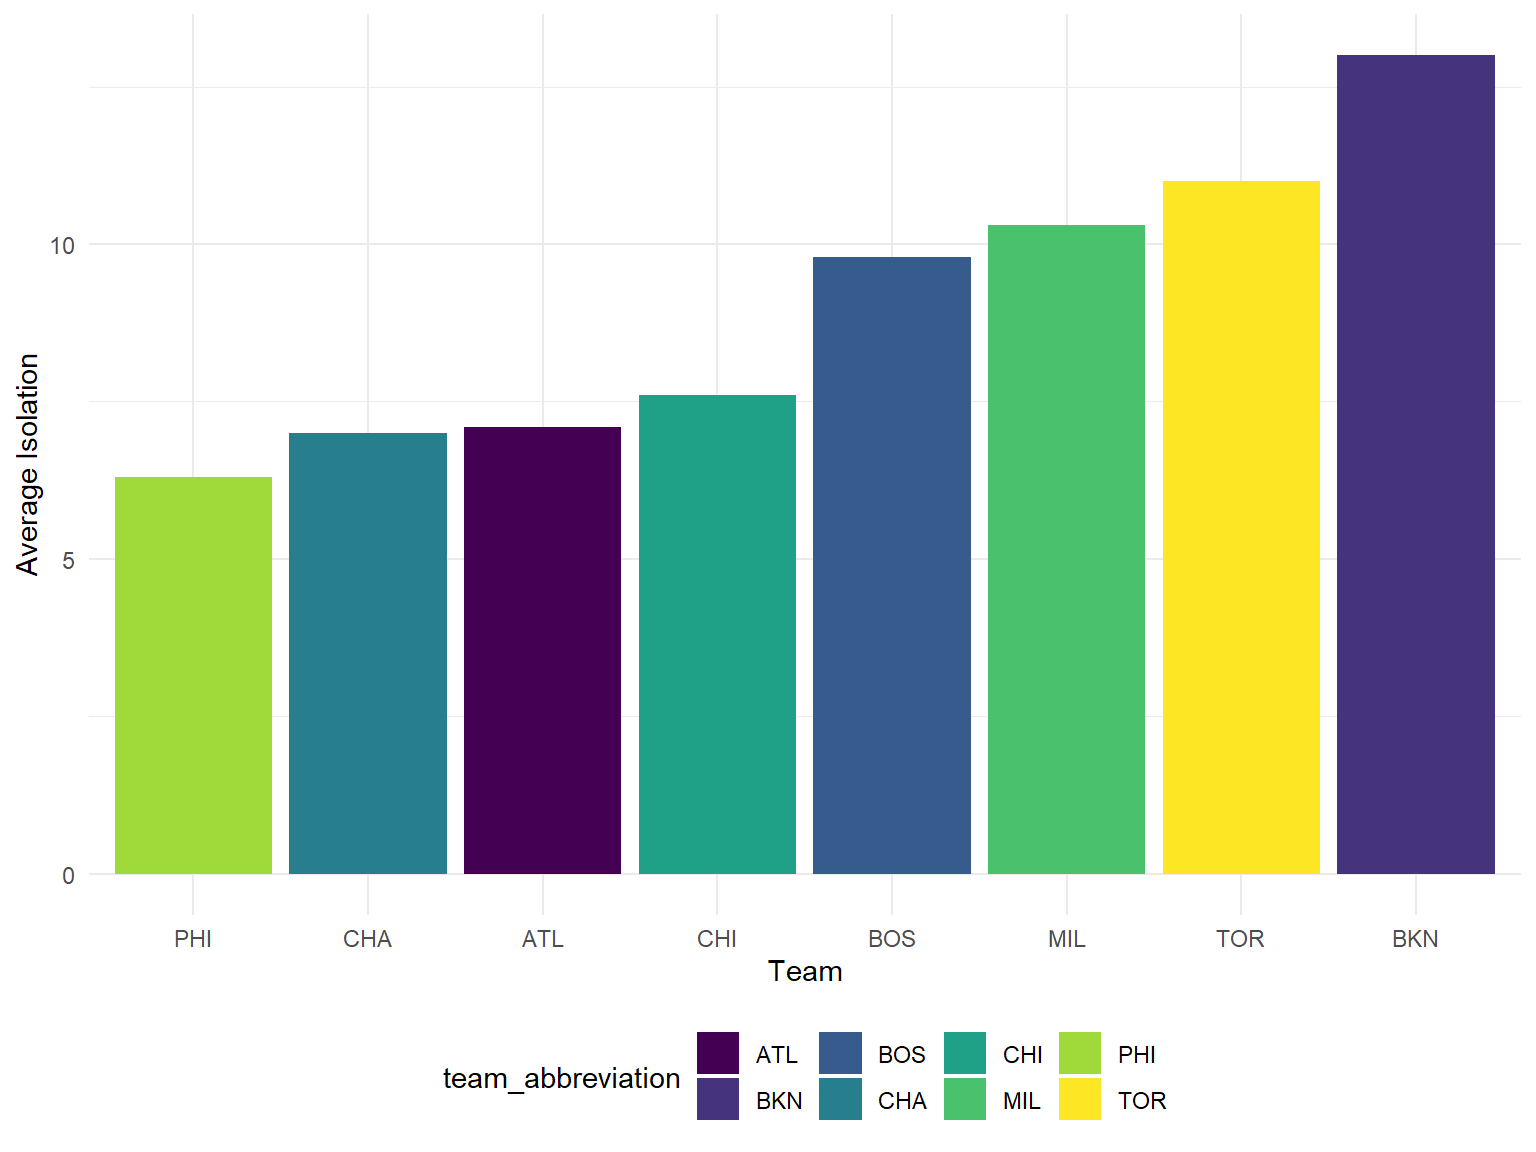 Average Isolation
10
5
0
PHI CHA ATL CHI BOS MIL TOR BKN
Team
team_abbreviation
ATL BOS CHI PHI
BKN CHA MIL TOR